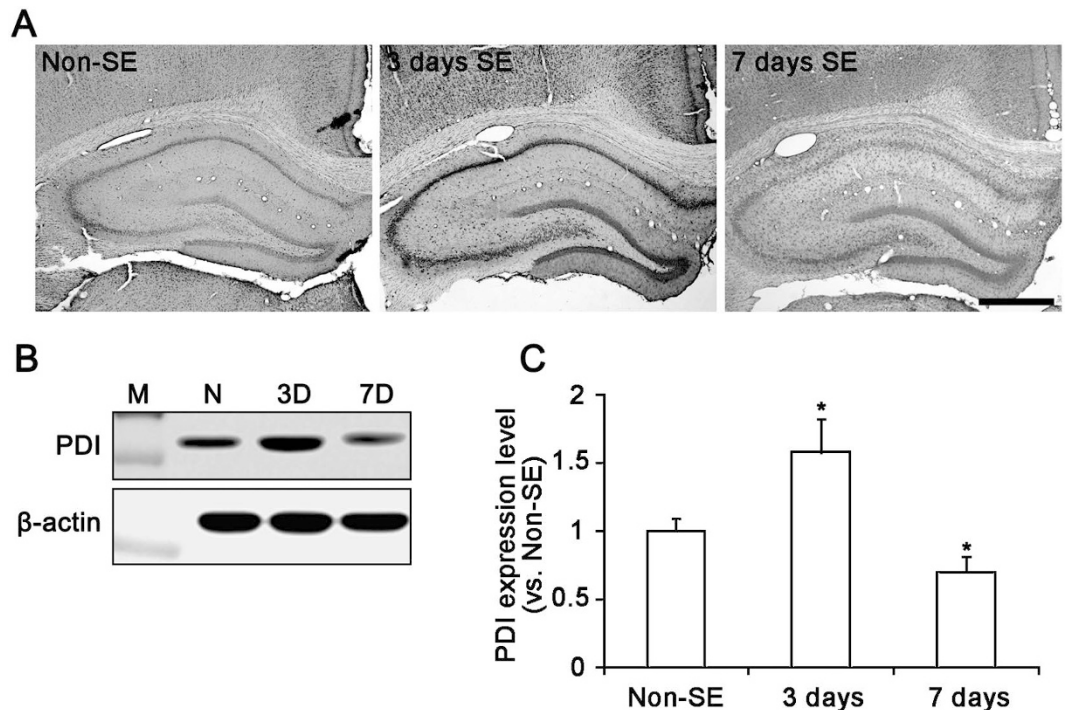 A
Non-SE 3 days SE 7 days SE
B
M N 3D 7D
PDI
β-actin
C
PDI expression level
(vs. Non-SE)
2
*
1.5
1
*
0.5
0
Non-SE 3 days 7 days